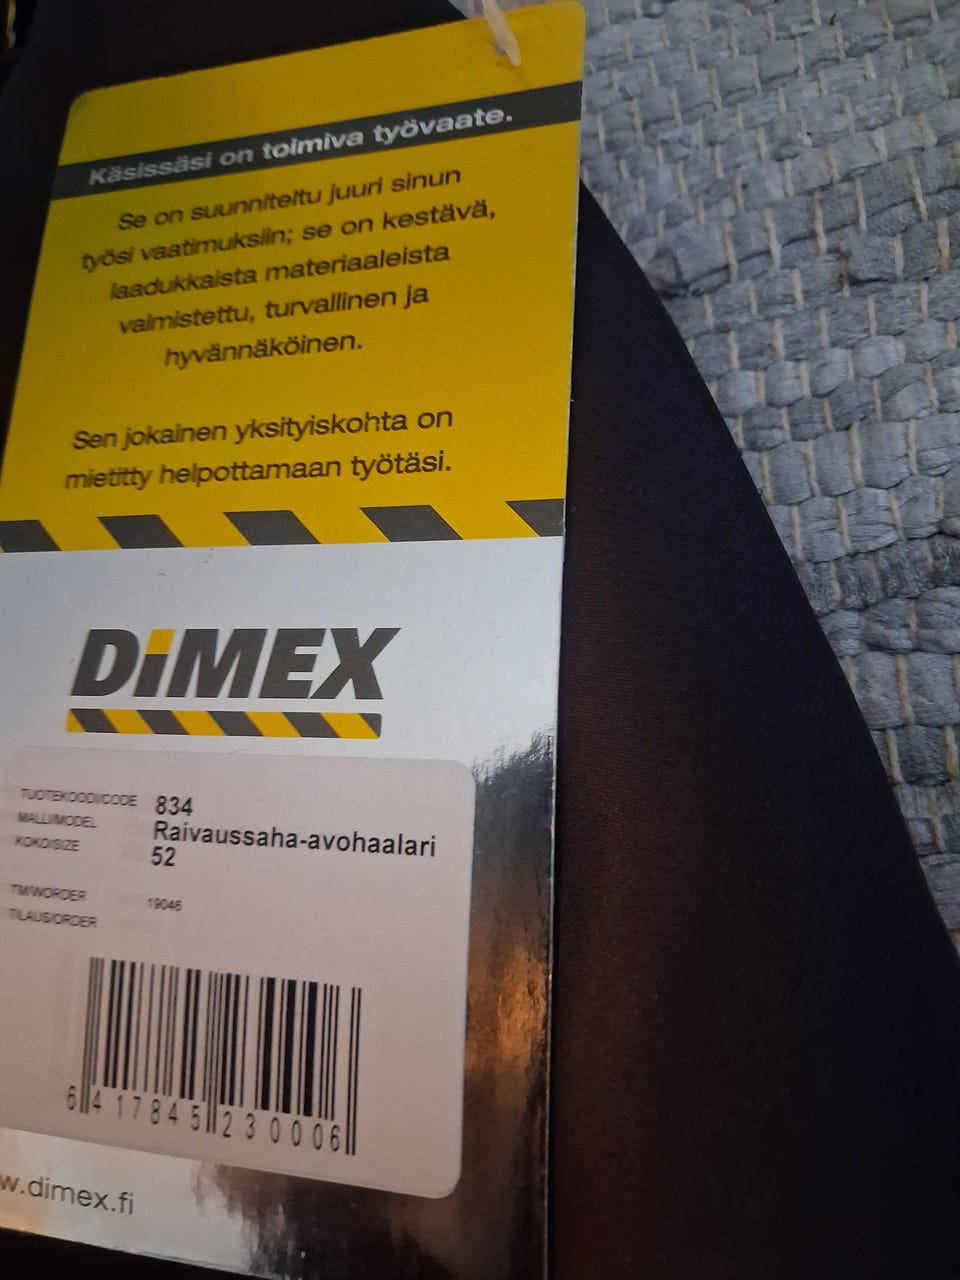 Käsissäsi on toimiva työvaate.
Se on suunniteltu juuri sinun
työsi vaatimuksiin; se on kestävä,
laadukkaista materiaaleista
valmistettu, turvallinen ja
hyvännäköinen.
Sen jokainen yksityiskohta on
mietitty helpottamaan työtäsi.
DiMEX
TUOTEKOODI/CODE 834
MALLI/MODEL Raivaussaha-avohaalari
KOKO/SIZE 52
TM/WORDER 19046
TILAUS/ORDER
6 417845 230006
w.dimex.fi